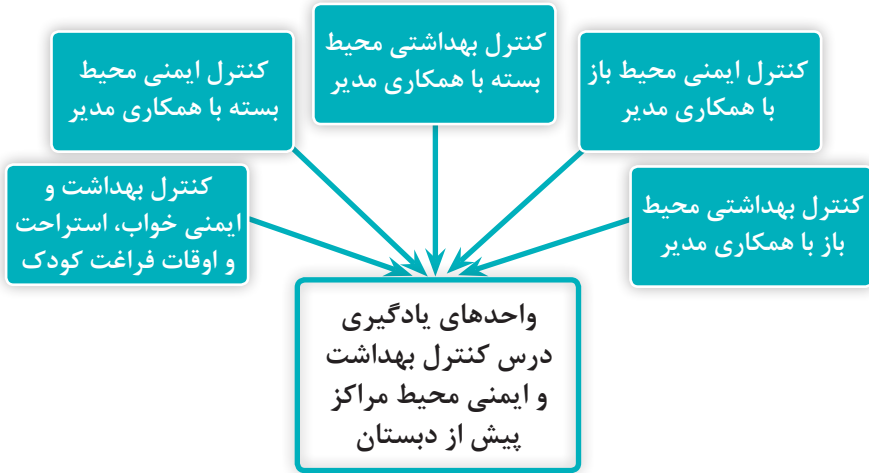 کنترل بهداشتی محیط
باز با همکاری مدیر
کنترل ایمنی محیط باز
با همکاری مدیر
کنترل بهداشتی محیط
بسته با همکاری مدیر
کنترل ایمنی محیط
بسته با همکاری مدیر
کنترل بهداشت و
ایمنی خواب، استراحت
و اوقات فراغت کودک
واحدهای یادگیری
درس کنترل بهداشت
و ایمنی محیط مراکز
پیش از دبستان